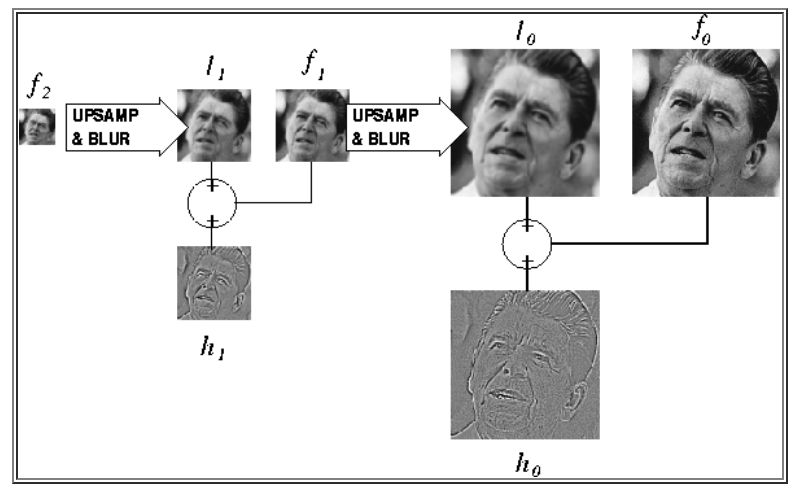 f2
l1
f1
l0
f0
UPSAMP
& BLUR
UPSAMP
& BLUR
+
+
+
+
h1
h0